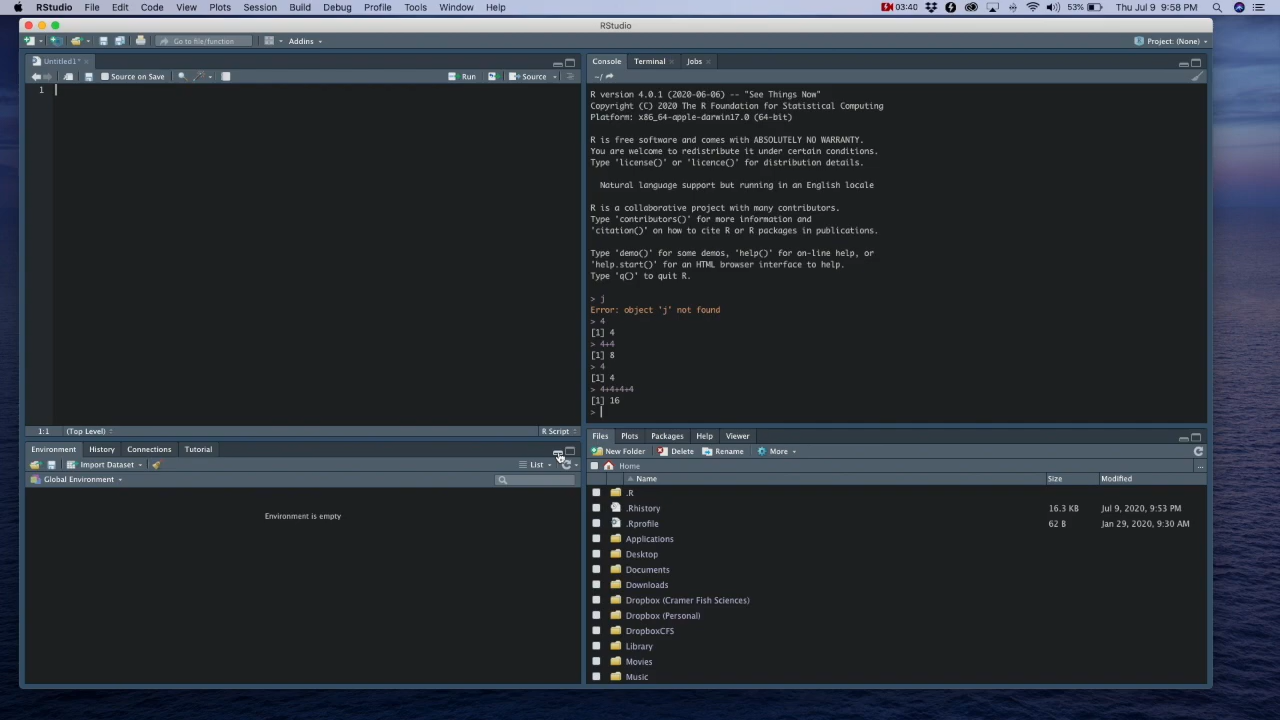 RStudio File Edit Code View Plots Session Build Debug Profile Tools Window Help 03:40 53% Thu Jul 9 9:58 PM
RStudio
Go to file/function Addins Project: (None)
Untitled1*
Source on Save Run Source
1
1:1 (Top Level) R Script
Console Terminal Jobs
~/
R version 4.0.1 (2020-06-06) -- "See Things Now"
Copyright (C) 2020 The R Foundation for Statistical Computing
Platform: x86_64-apple-darwin17.0 (64-bit)
R is free software and comes with ABSOLUTELY NO WARRANTY.
You are welcome to redistribute it under certain conditions.
Type 'license()' or 'licence()' for distribution details.
Natural language support but running in an English locale
R is a collaborative project with many contributors.
Type 'contributors()' for more information and
'citation()' on how to cite R or R packages in publications.
Type 'demo()' for some demos, 'help()' for on-line help, or
'help.start()' for an HTML browser interface to help.
Type 'q()' to quit R.
> j
Error: object 'j' not found
> 4
[1] 4
> 4+4
[1] 8
> 4
[1] 4
> 4+4+4+4
[1] 16
>
Environment History Connections Tutorial
Import Dataset List
Global Environment
Environment is empty
Files Plots Packages Help Viewer
New Folder Delete Rename More
Home ...
Name Size Modified
.R
.Rhistory 16.3 KB Jul 9, 2020, 9:53 PM
.Rprofile 62 B Jan 29, 2020, 9:30 AM
Applications
Desktop
Documents
Downloads
Dropbox (Cramer Fish Sciences)
Dropbox (Personal)
DropboxCFS
Library
Movies
Music